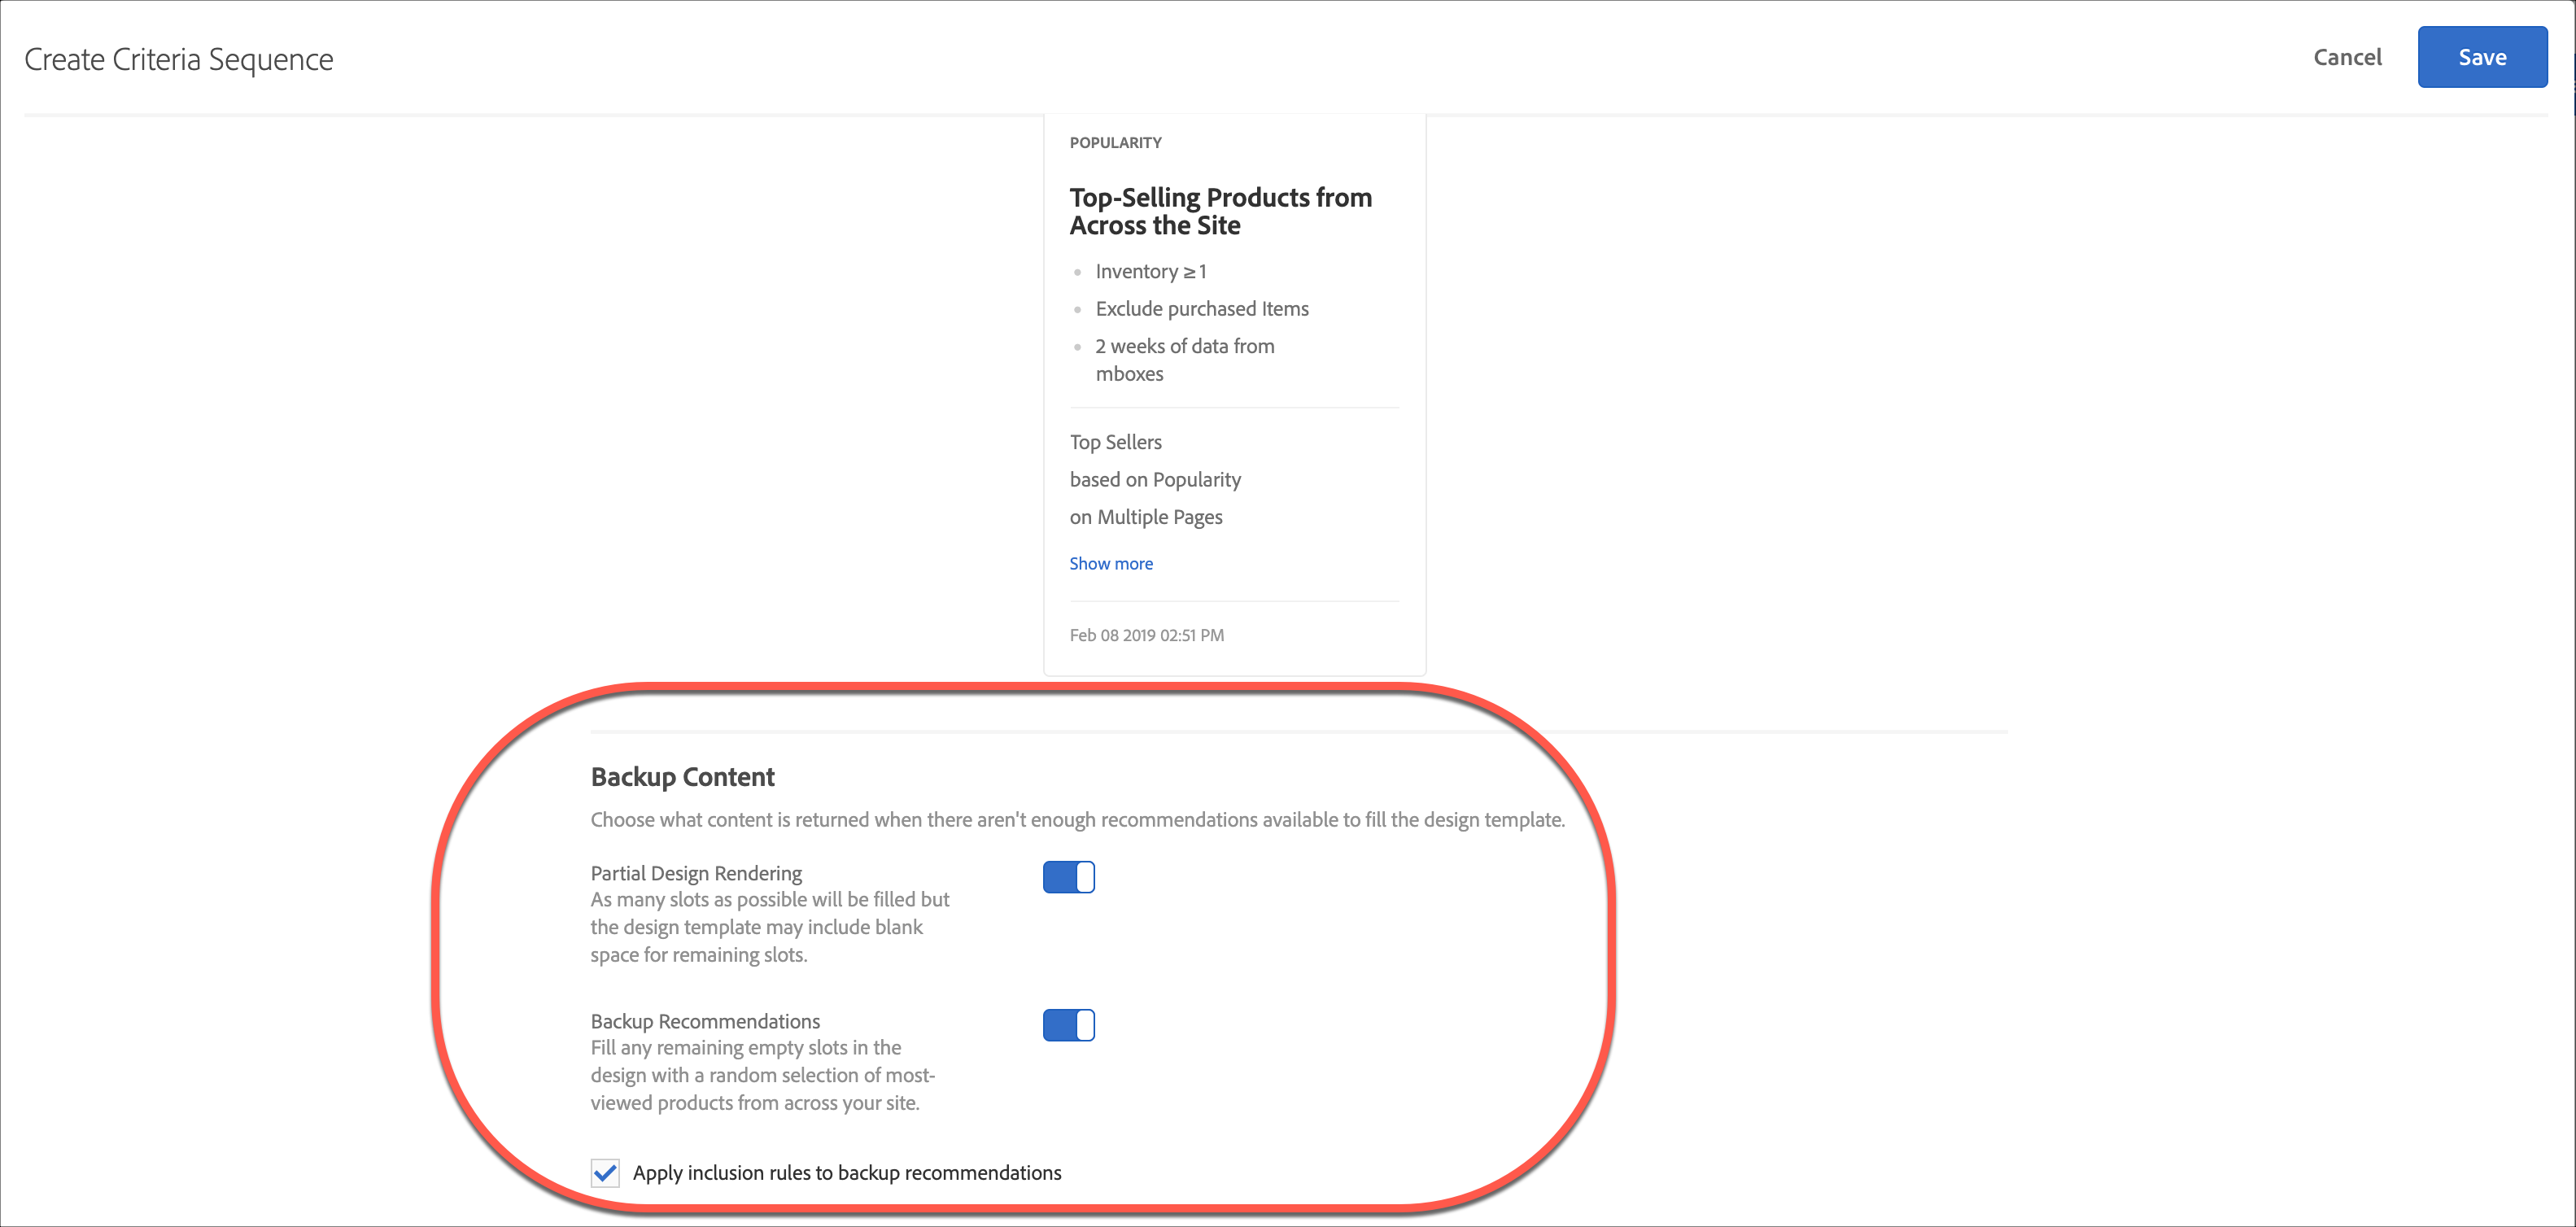 Create Criteria Sequence
Cancel
Save
POPULARITY
Top-Selling Products from
Across the Site
Inventory ≥ 1
Exclude purchased Items
2 weeks of data from
mboxes
Top Sellers
based on Popularity
on Multiple Pages
Show more
Feb 08 2019 02:51 PM
Backup Content
Choose what content is returned when there aren't enough recommendations available to fill the design template.
Partial Design Rendering
As many slots as possible will be filled but
the design template may include blank
space for remaining slots.
Backup Recommendations
Fill any remaining empty slots in the
design with a random selection of most-
viewed products from across your site.
Apply inclusion rules to backup recommendations